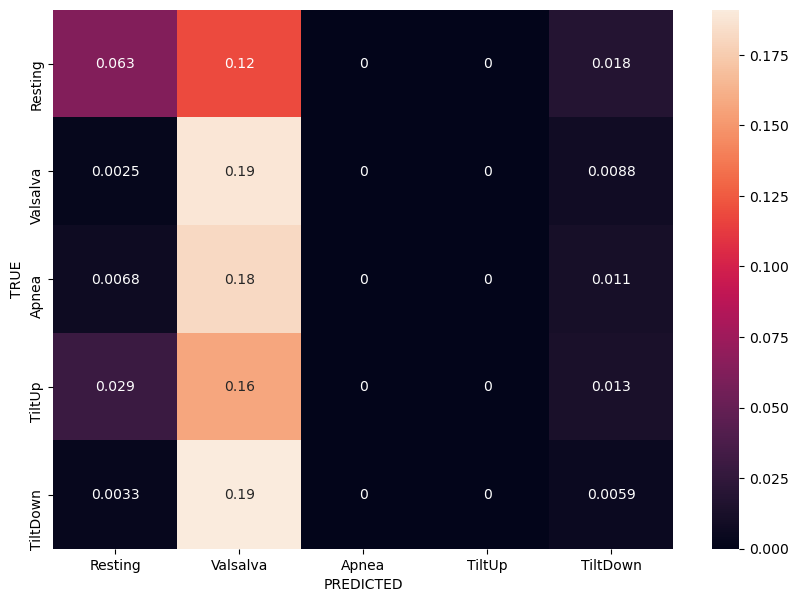 Resting 0.063 0.12 0 0 0.018
Valsalva 0.0025 0.19 0 0 0.0088
Apnea 0.0068 0.18 0 0 0.011
TiltUp 0.029 0.16 0 0 0.013
TiltDown 0.0033 0.19 0 0 0.0059
TRUE
Resting Valsalva Apnea TiltUp TiltDown
PREDICTED
0.175
0.150
0.125
0.100
0.075
0.050
0.025
0.000